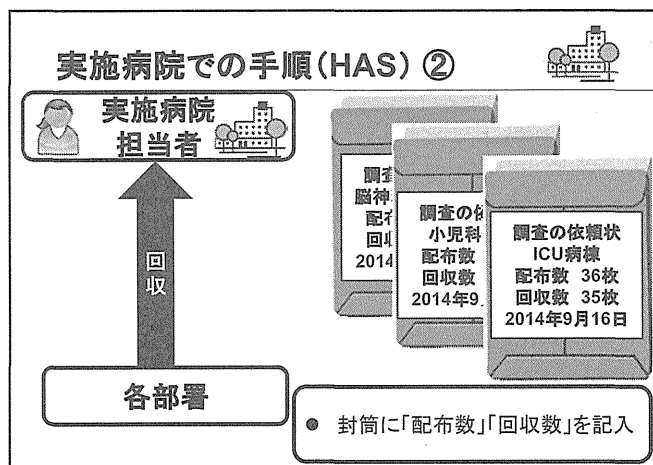 実施病院での手順(HAS) ②
実施病院
担当者
回収
各部署
調査
脳神
配布
回収
2014
調査の依
小児科
配布数
回収数
2014年9
調査の依頼状
ICU病棟
配布数 36枚
回収数 35枚
2014年9月16日
● 封筒に「配布数」「回収数」を記入